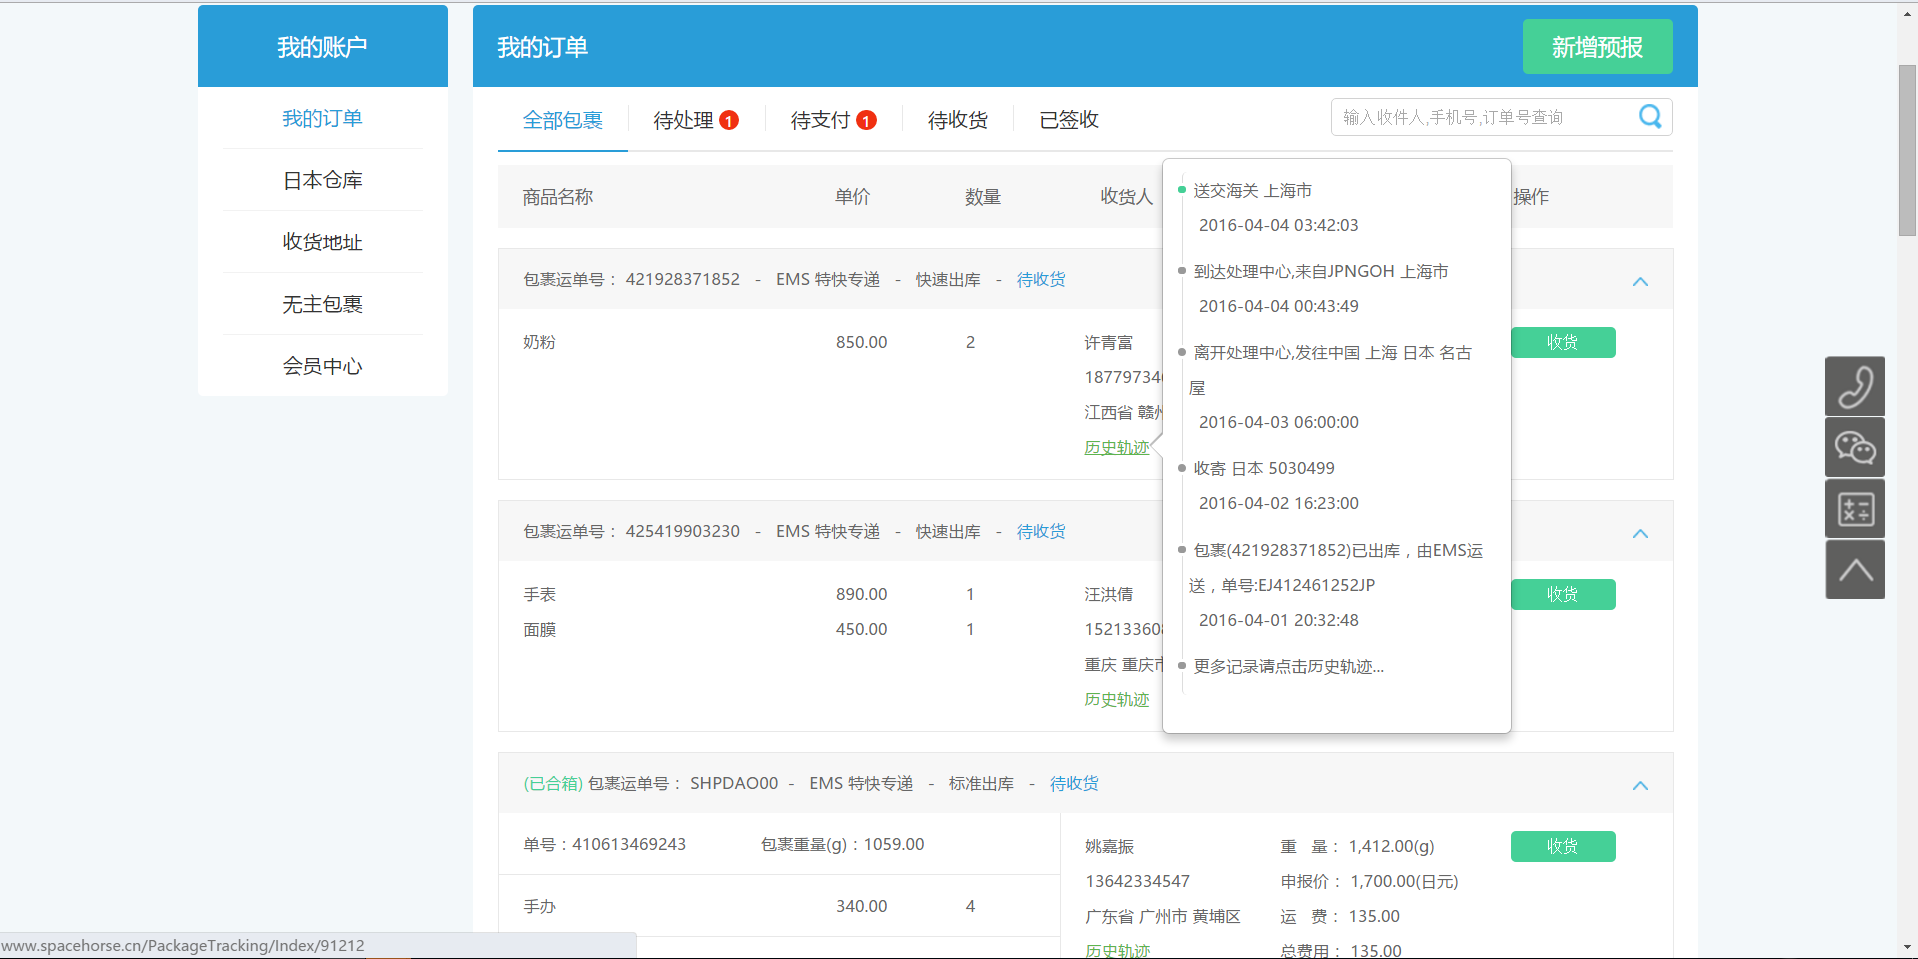 我的账户
我的订单
日本仓库
收货地址
无主包裹
会员中心
我的订单
新增预报
全部包裹 待处理 1 待支付 1 待收货 已签收
输入收件人,手机号,订单号查询
商品名称 单价 数量 收货人 操作
包裹运单号： 421928371852 - EMS 特快专递 - 快速出库 - 待收货
奶粉 850.00 2 许青富 收货
18779734
江西省
历史轨迹
送交海关 上海市
2016-04-04 03:42:03
到达处理中心,来自JPNGOH 上海市
2016-04-04 00:43:49
离开处理中心,发往中国 上海 日本 名古
屋
2016-04-03 06:00:00
收寄 日本 5030499
2016-04-02 16:23:00
包裹(421928371852)已出库，由EMS运
送，单号:EJ412461252JP
2016-04-01 20:32:48
更多记录请点击历史轨迹...
包裹运单号： 425419903230 - EMS 特快专递 - 快速出库 - 待收货
手表 890.00 1 汪洪倩 收货
面膜 450.00 1 15213360
重庆 重庆市
历史轨迹
(已合箱) 包裹运单号： SHPDAO00 - EMS 特快专递 - 标准出库 - 待收货
单号：410613469243 包裹重量(g)：1059.00
手办 340.00 4
姚嘉振 重 量： 1,412.00(g) 收货
13642334547 申报价： 1,700.00(日元)
广东省 广州市 黄埔区 运 费： 135.00
历史轨迹 总费用： 135.00
www.spacehorse.cn/PackageTracking/Index/91212